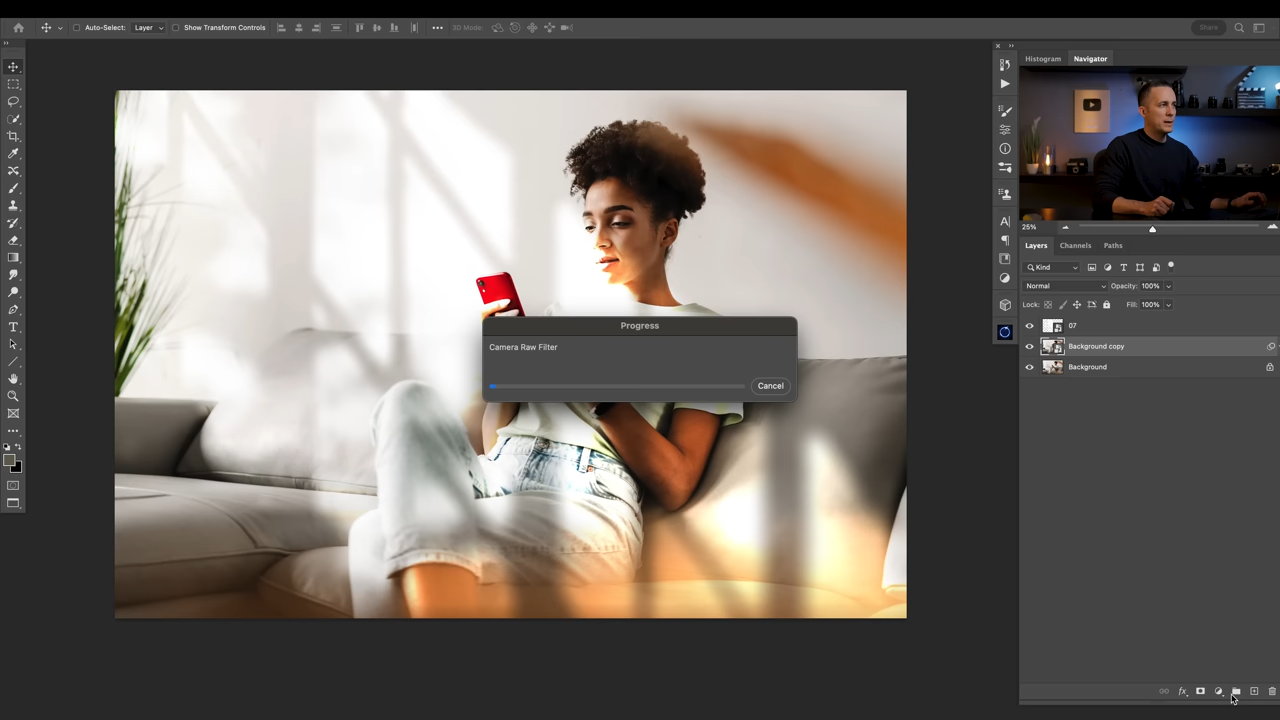 Auto-Select: Layer Show Transform Controls 3D Mode: Share
Histogram Navigator
25%
Layers Channels Paths
Kind
Normal Opacity: 100%
Lock: Fill: 100%
07
Background copy
Background
Progress
Camera Raw Filter
Cancel